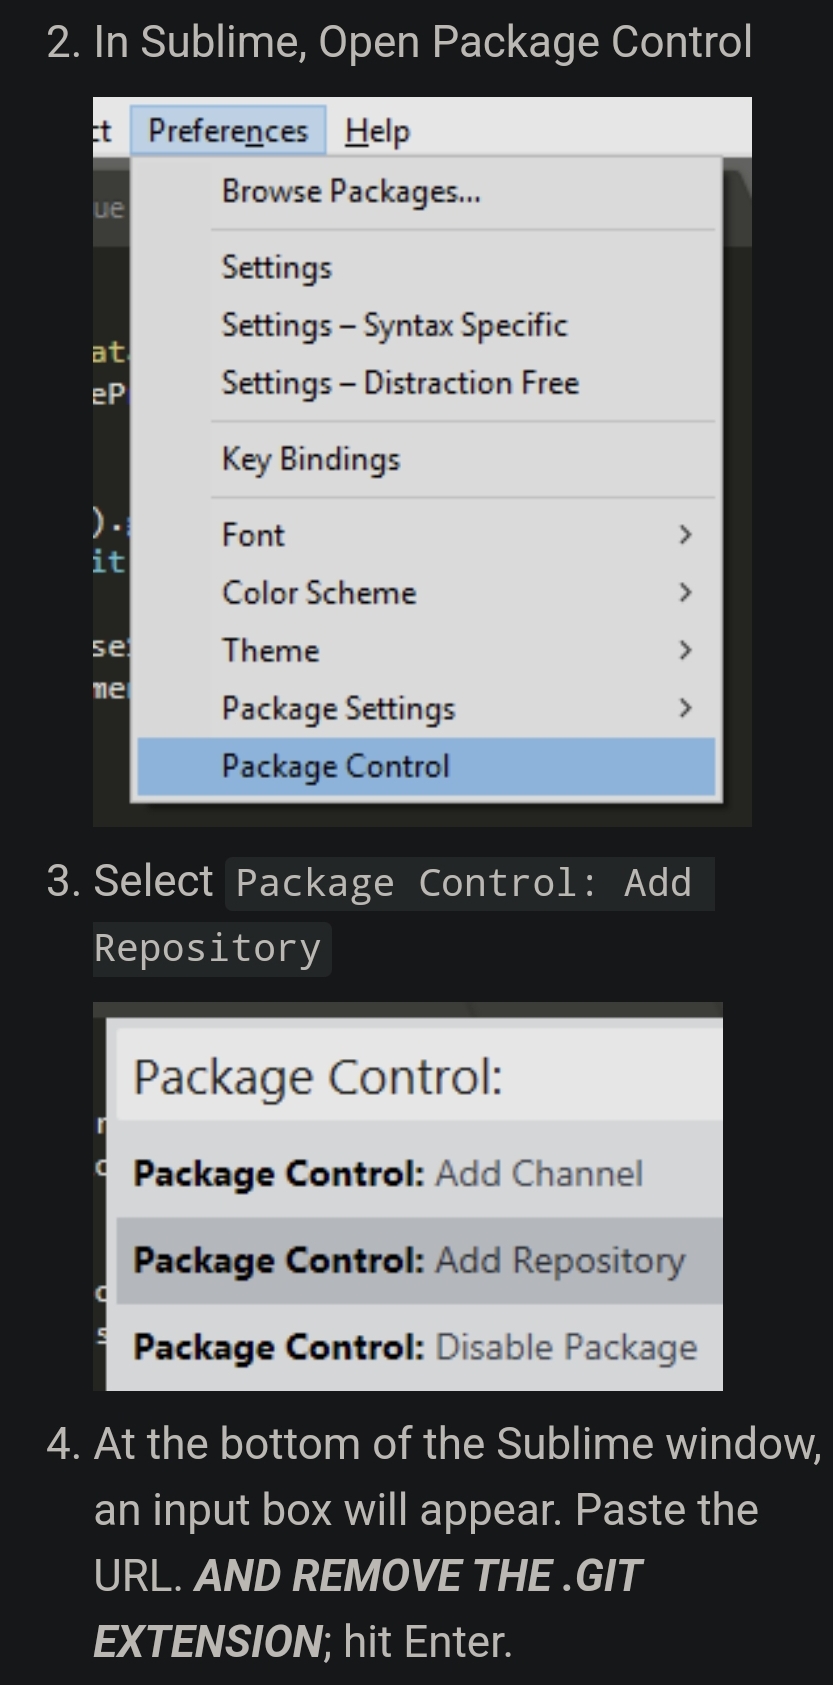 2. In Sublime, Open Package Control
ct Preferences Help
Browse Packages...
ue
Settings
Settings – Syntax Specific
at.
Settings – Distraction Free
eP
Key Bindings
).
Font
it
Color Scheme
se
Theme
me
Package Settings
Package Control
3. Select Package Control: Add
Repository
Package Control:
r
Package Control: Add Channel
c
Package Control: Add Repository
c
s
Package Control: Disable Package
4. At the bottom of the Sublime window,
an input box will appear. Paste the
URL. AND REMOVE THE .GIT
EXTENSION; hit Enter.